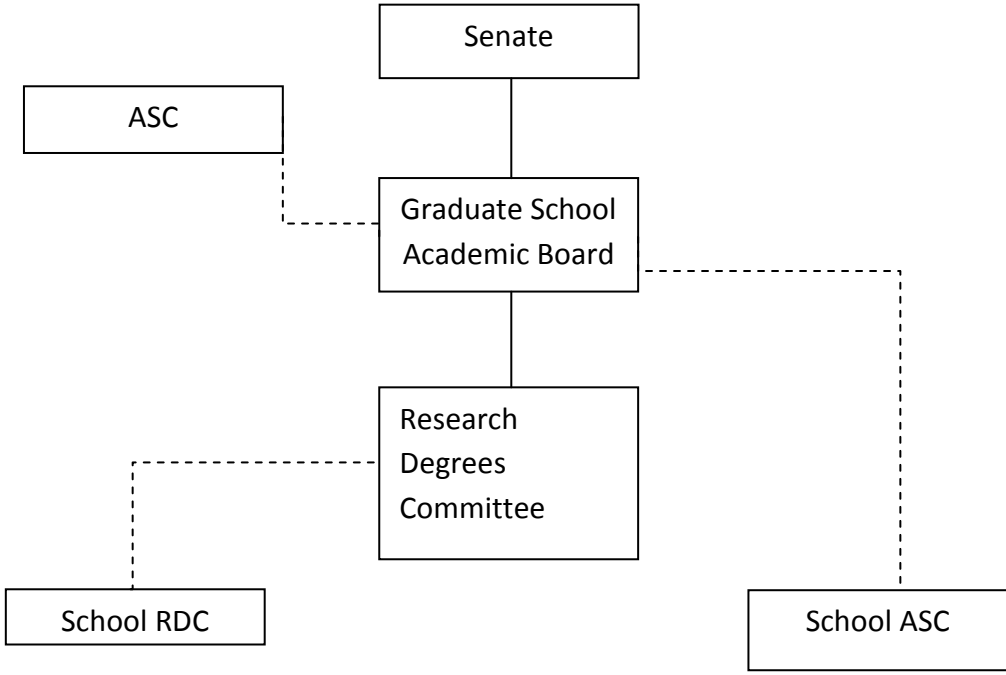 Senate
ASC
Graduate School
Academic Board
Research
Degrees
Committee
School RDC
School ASC